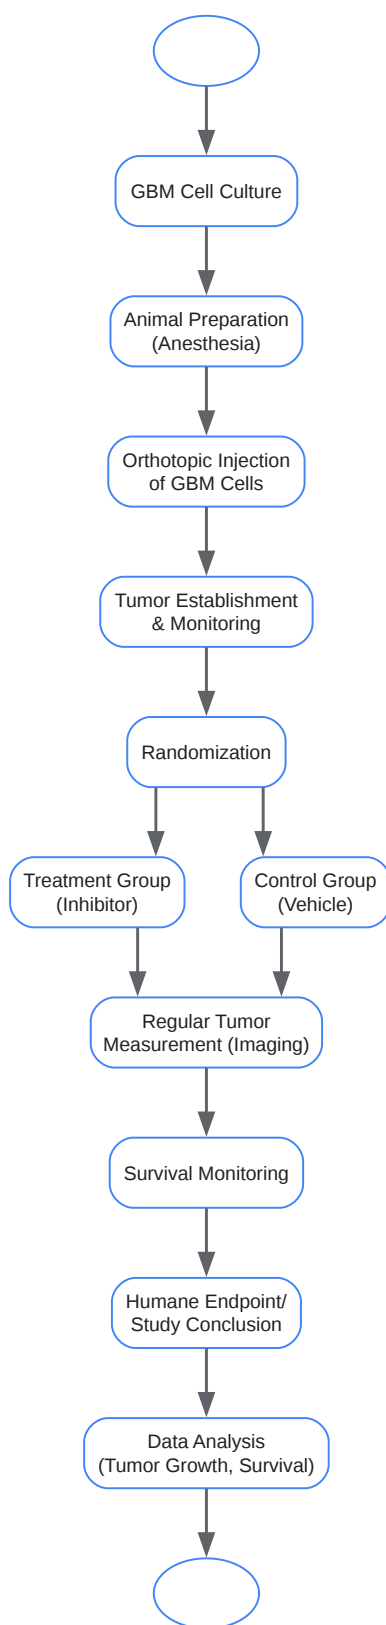 GBM Cell Culture
Animal Preparation
(Anesthesia)
Orthotopic Injection
of GBM Cells
Tumor Establishment
& Monitoring
Randomization
Treatment Group
(Inhibitor)
Control Group
(Vehicle)
Regular Tumor
Measurement (Imaging)
Survival Monitoring
Humane Endpoint/
Study Conclusion
Data Analysis
(Tumor Growth, Survival)